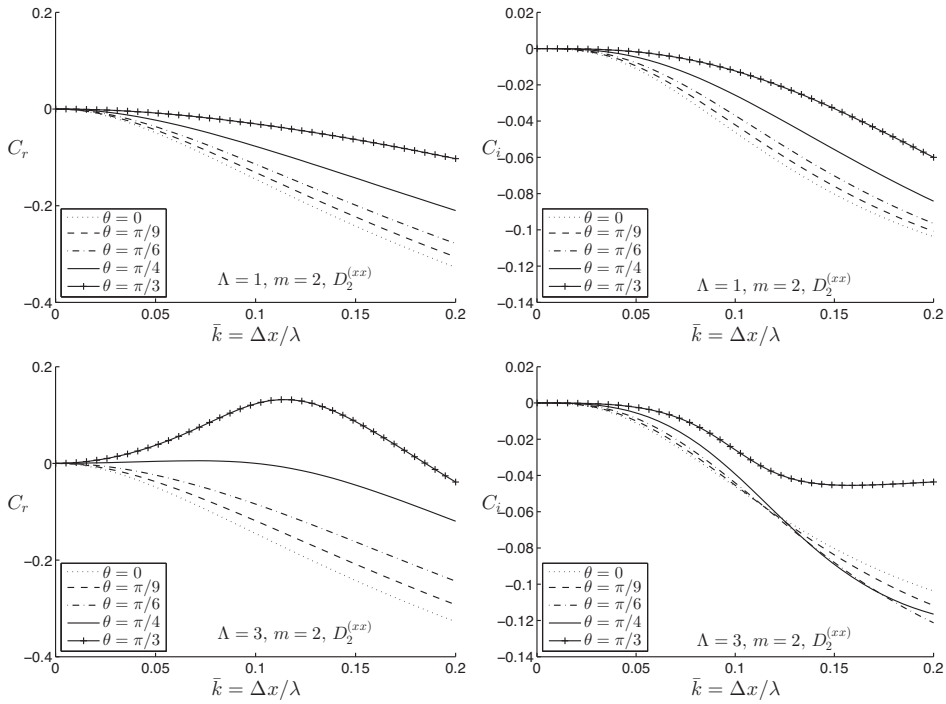 0.2
0
−0.2
−0.4
C_r
0
0.05
0.1
0.15
0.2
k̄ = Δx/λ
θ = 0
θ = π/9
θ = π/6
θ = π/4
θ = π/3
Λ = 1, m = 2, D_2^{(xx)}
0.02
0
−0.02
−0.04
−0.06
−0.08
−0.1
−0.12
−0.14
C_i
0
0.05
0.1
0.15
0.2
k̄ = Δx/λ
θ = 0
θ = π/9
θ = π/6
θ = π/4
θ = π/3
Λ = 1, m = 2, D_2^{(xx)}
0.2
0
−0.2
−0.4
C_r
0
0.05
0.1
0.15
0.2
k̄ = Δx/λ
θ = 0
θ = π/9
θ = π/6
θ = π/4
θ = π/3
Λ = 3, m = 2, D_2^{(xx)}
0.02
0
−0.02
−0.04
−0.06
−0.08
−0.1
−0.12
−0.14
C_i
0
0.05
0.1
0.15
0.2
k̄ = Δx/λ
θ = 0
θ = π/9
θ = π/6
θ = π/4
θ = π/3
Λ = 3, m = 2, D_2^{(xx)}